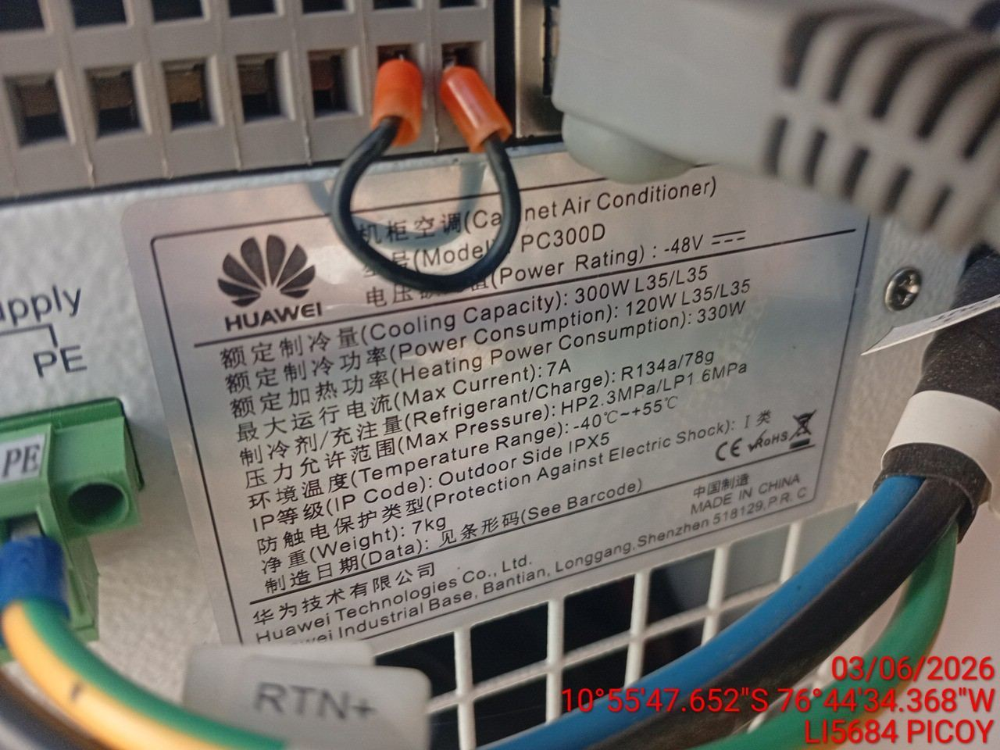 机柜空调(Ca net Air Conditioner)
号(Model PC300D
电压 值(Power Rating) : -48V
HUAWEI
额定制冷量(Cooling Capacity): 300W L35/L35
额定制冷功率(Power Consumption): 120W L35/L35
额定加热功率(Heating Power Consumption): 330W
最大运行电流(Max Current): 7A
制冷剂/充注量(Refrigerant/Charge): R134a/78g
压力允许范围(Max Pressure): HP2.3MPa/LP1.6MPa
环境温度(Temperature Range): -40℃~+55℃
IP等级(IP Code): Outdoor Side IPX5
防触电保护类型(Protection Against Electric Shock): I 类
净重(Weight): 7kg
制造日期(Data): 见条形码(See Barcode)
CE RoHS
中国制造
MADE IN CHINA
华为技术有限公司
Huawei Technologies Co., Ltd.
wei Industrial Base, Bantian, Longgang, Shenzhen 518129, P.R. C
upply
PE
PE
RTN+
03/06/2026
10°55'47.652"S 76°44'34.368"W
LI5684 PICOY